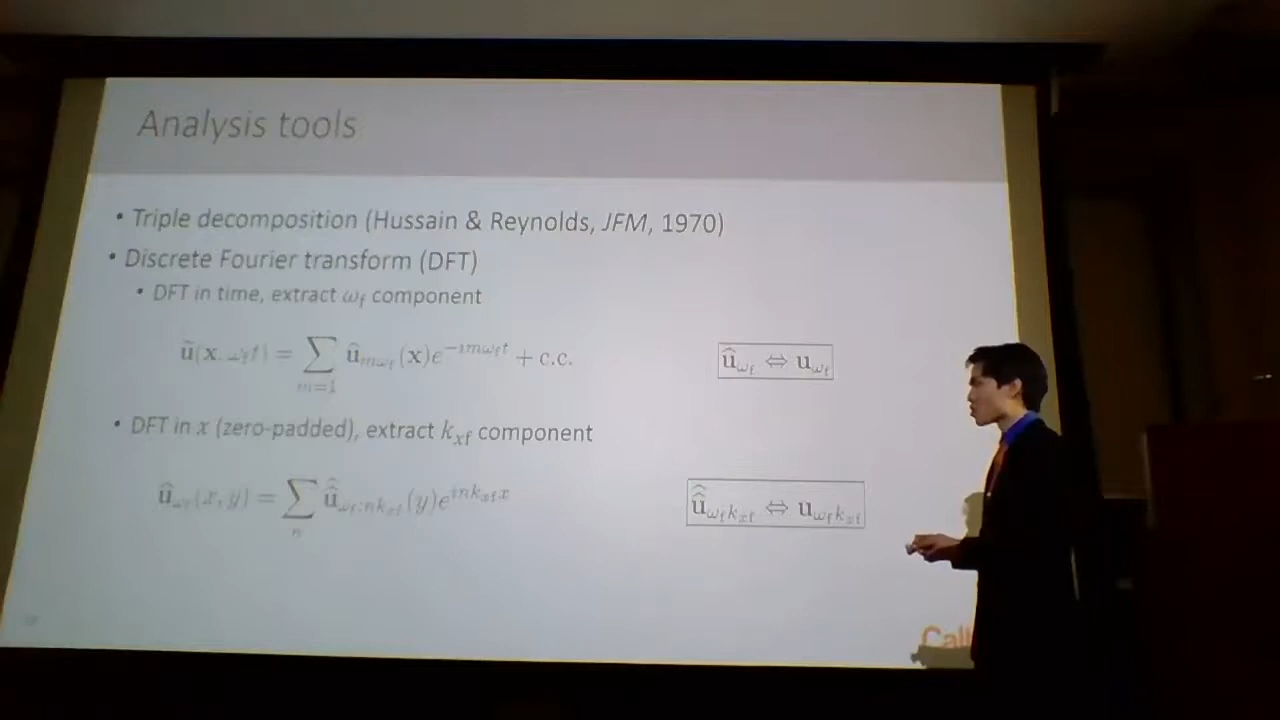 Analysis tools
• Triple decomposition (Hussain & Reynolds, JFM, 1970)
• Discrete Fourier transform (DFT)
• DFT in time, extract ω_f component
ũ(x, ω_f t) = ∑_{m=1} û_{mω_f}(x)e^{−imω_f t} + c.c.
û_{ω_f} ⇔ u_{ω_f}
• DFT in x (zero-padded), extract k_{xf} component
û_{ω_f}(x, y) = ∑_n û̂_{ω_f;nk_{xf}}(y)e^{ink_{xf}x}
û̂_{ω_f k_{xf}} ⇔ u_{ω_f k_{xf}}
Cal